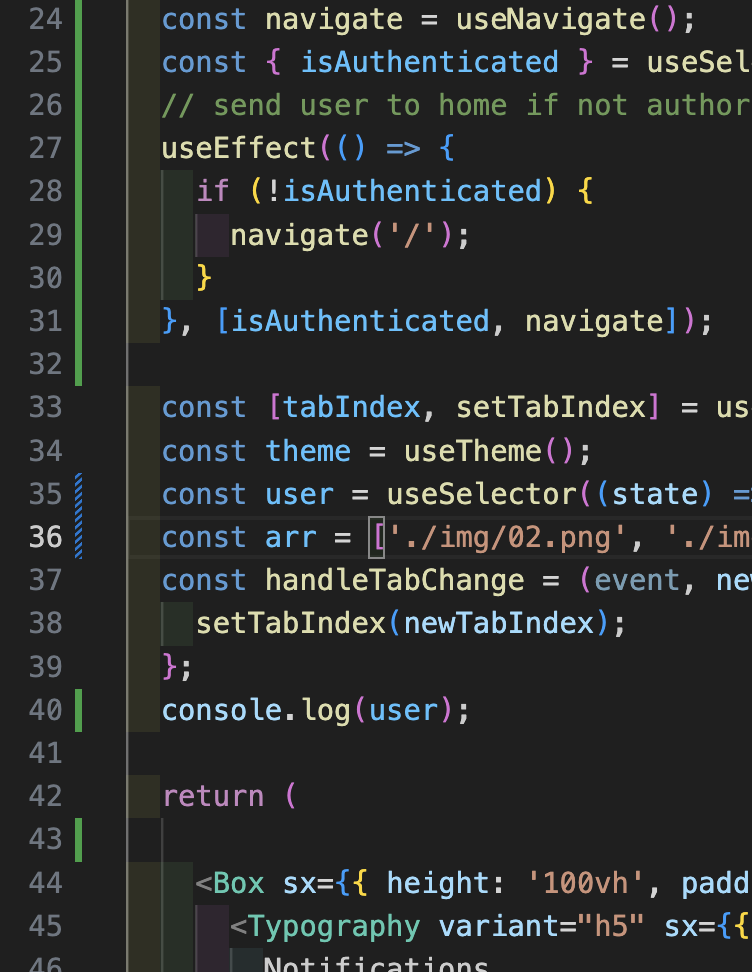 24 const navigate = useNavigate();
25 const { isAuthenticated } = useSel
26 // send user to home if not author
27 useEffect(() => {
28 if (!isAuthenticated) {
29 navigate('/');
30 }
31 }, [isAuthenticated, navigate]);
32
33 const [tabIndex, setTabIndex] = us
34 const theme = useTheme();
35 const user = useSelector((state) =>
36 const arr = ['./img/02.png', './im
37 const handleTabChange = (event, new
38 setTabIndex(newTabIndex);
39 };
40 console.log(user);
41
42 return (
43
44 <Box sx={{ height: '100vh', padd
45 <Typography variant="h5" sx={{
46 Notifications